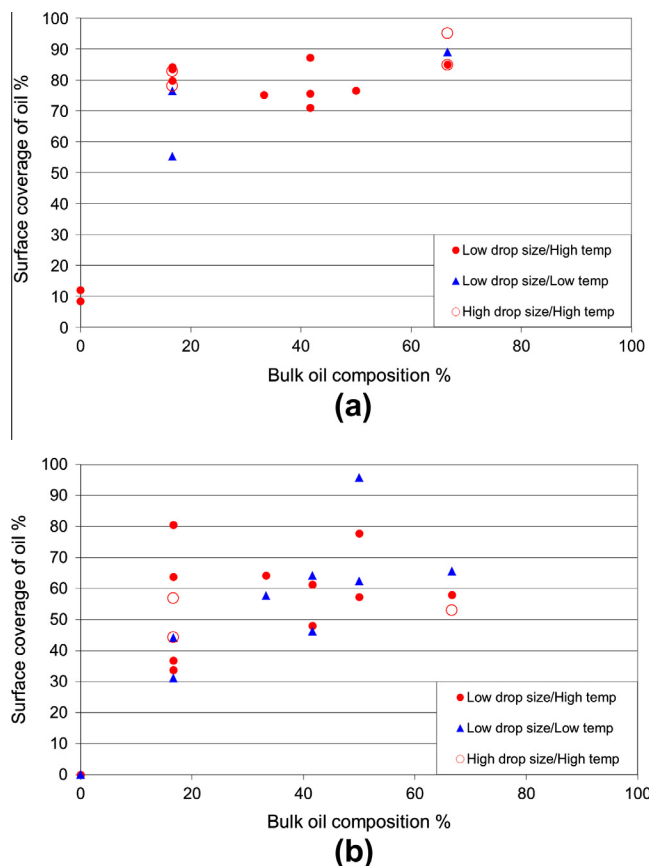 100
90
80
70
60
50
40
30
20
10
0
Surface coverage of oil %
Low drop size/High temp
Low drop size/Low temp
High drop size/High temp
0 20 40 60 80 100
Bulk oil composition %
(a)
100
90
80
70
60
50
40
30
20
10
0
Surface coverage of oil %
Low drop size/High temp
Low drop size/Low temp
High drop size/High temp
0 20 40 60 80 100
Bulk oil composition %
(b)